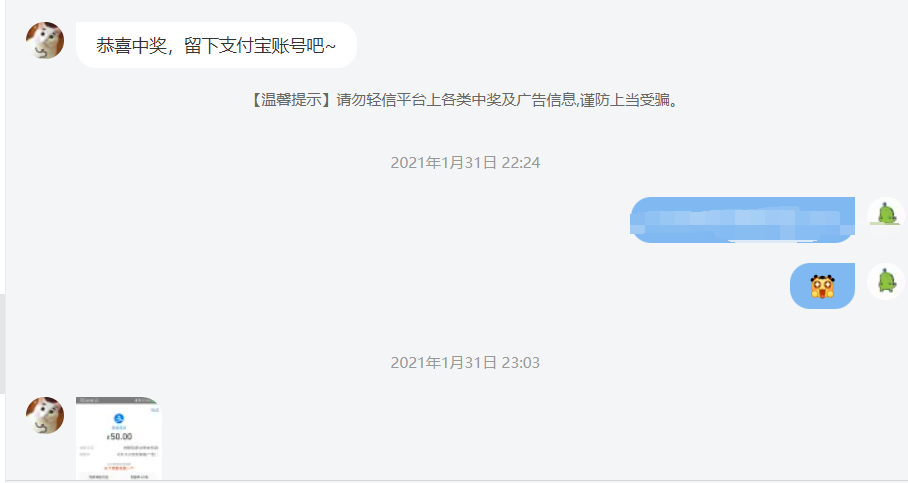 恭喜中奖，留下支付宝账号吧~
【温馨提示】请勿轻信平台上各类中奖及广告信息,谨防上当受骗。
2021年1月31日 22:24
2021年1月31日 23:03
50.00